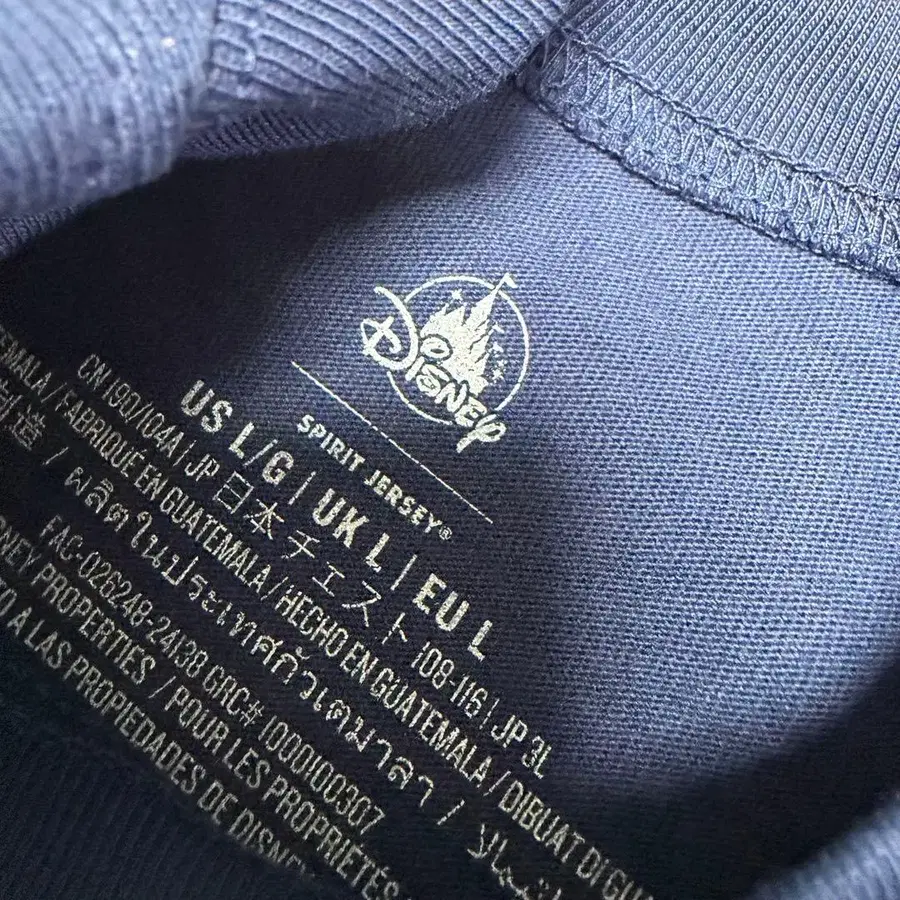 Disney
SPIRIT JERSEY®
US L/G | UK L | EU L
CN 190/104A | JP 日本チェスト 108-116 | JP 3L
EMALA / FABRIQUÉ EN GUATEMALA / HECHO EN GUATEMALA / DIBUAT DI GU
ผลิตในประเทศกัวเตมาลา /
FAC-026248-24138 GRC# 1000100307
NEY PROPERTIES / POUR LES PROPRIÉTÉS
O A LAS PROPIEDADES DE DISNEY